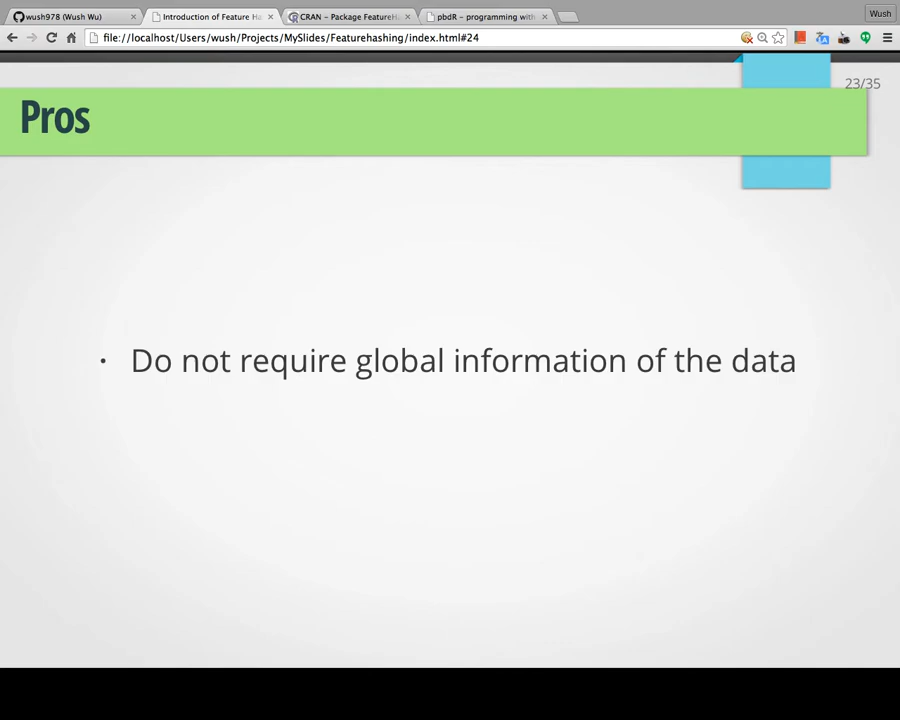 wush978 (Wush Wu)
Introduction of Feature Ha
CRAN - Package FeatureHa
pbdR - programming with
Wush
file://localhost/Users/wush/Projects/MySlides/Featurehashing/index.html#24
23/35
Pros
• Do not require global information of the data